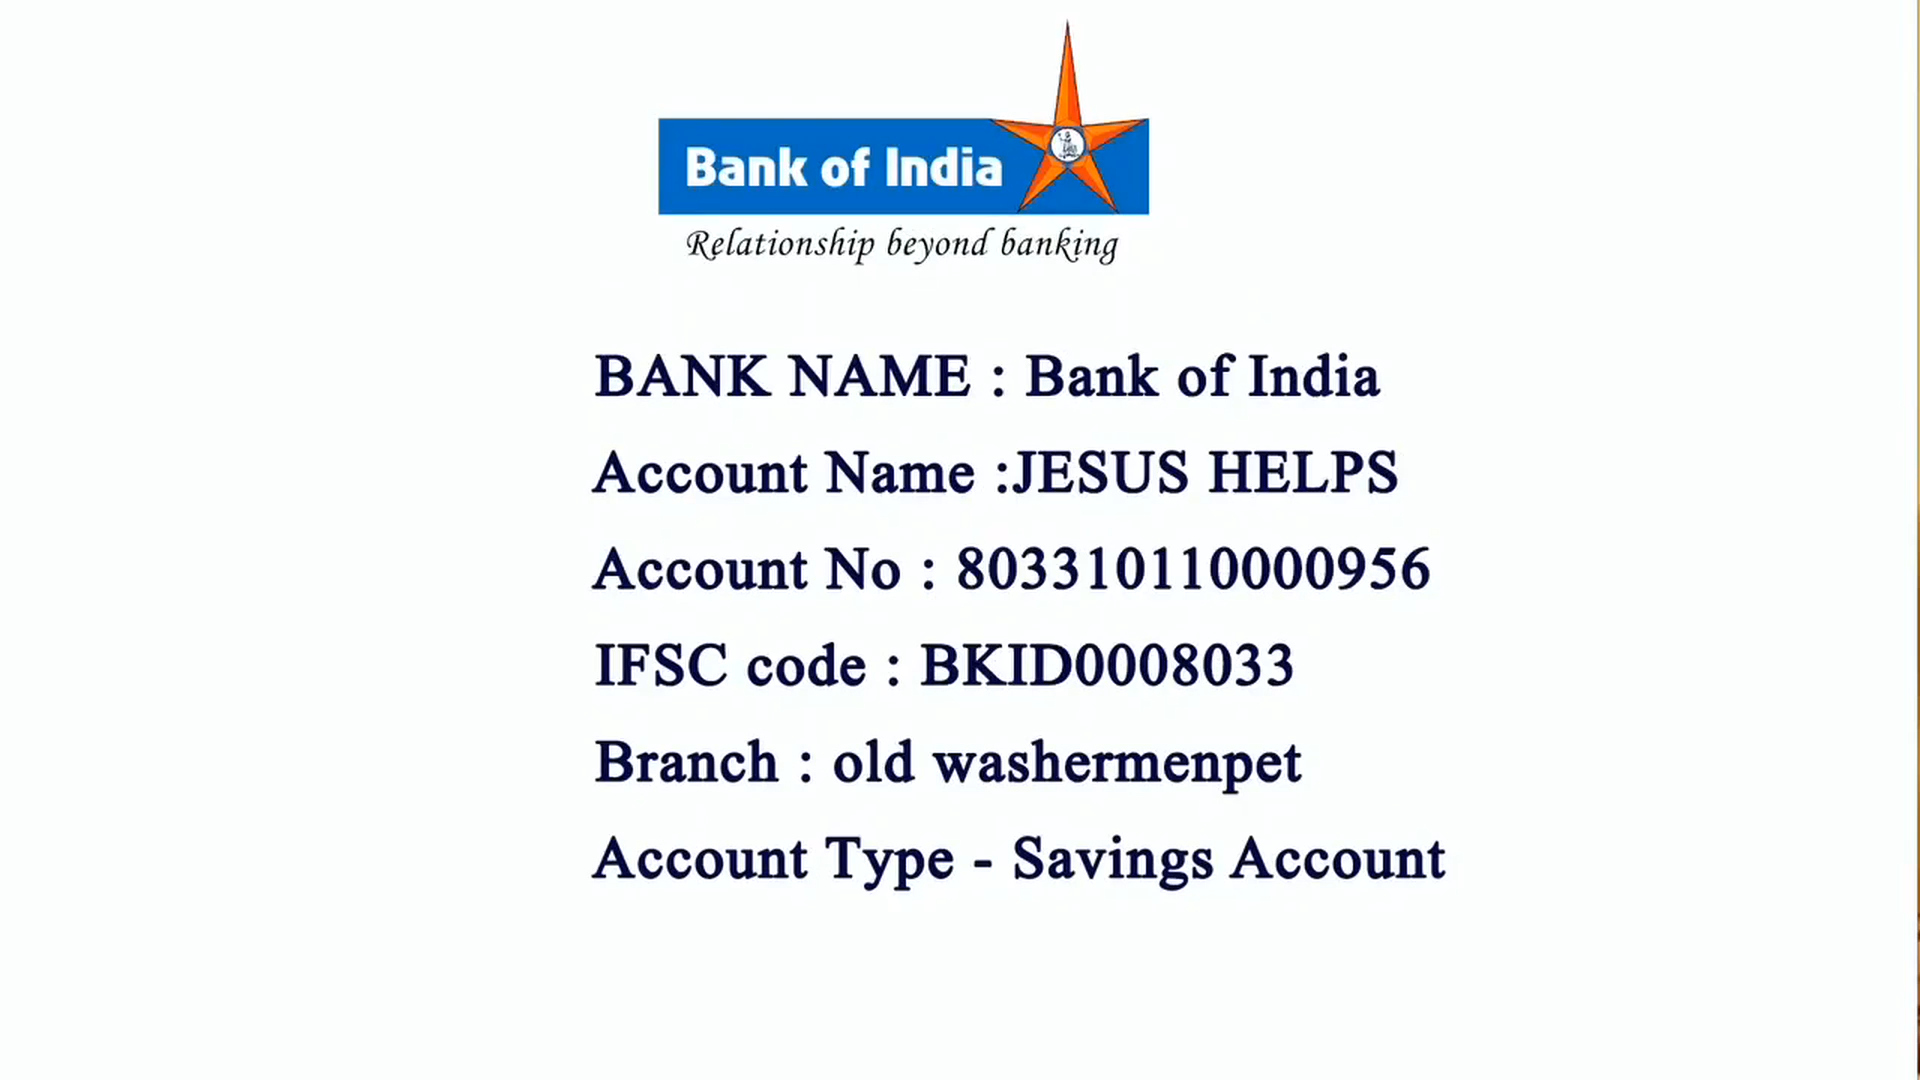 Bank of India
Relationship beyond banking
BANK NAME : Bank of India
Account Name :JESUS HELPS
Account No : 803310110000956
IFSC code : BKID0008033
Branch : old washermenpet
Account Type - Savings Account